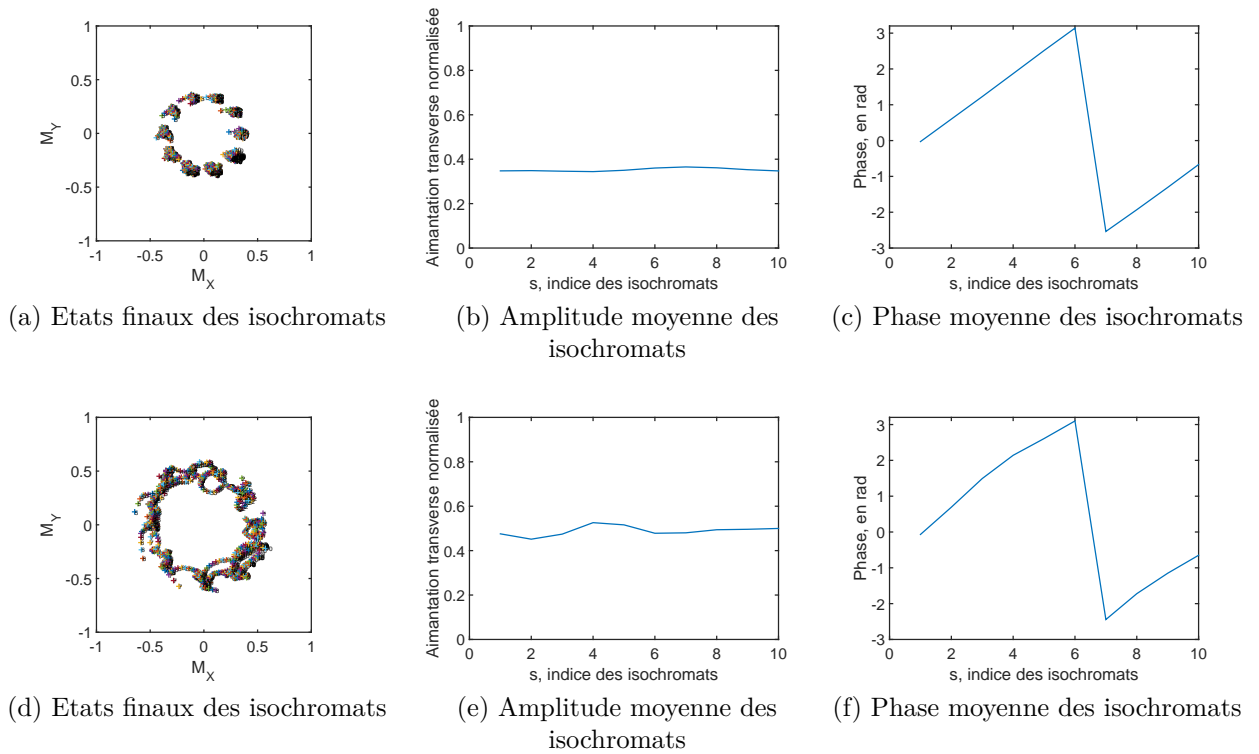 1
0.5
0
-0.5
-1
M_Y
-1 -0.5 0 0.5 1
M_X
(a) Etats finaux des isochromats
1
0.8
0.6
0.4
0.2
0
Aimantation transverse normalisée
0 2 4 6 8 10
s, indice des isochromats
(b) Amplitude moyenne des
isochromats
3
2
1
0
-1
-2
-3
Phase, en rad
0 2 4 6 8 10
s, indice des isochromats
(c) Phase moyenne des isochromats
1
0.5
0
-0.5
-1
M_Y
-1 -0.5 0 0.5 1
M_X
(d) Etats finaux des isochromats
1
0.8
0.6
0.4
0.2
0
Aimantation transverse normalisée
0 2 4 6 8 10
s, indice des isochromats
(e) Amplitude moyenne des
isochromats
3
2
1
0
-1
-2
-3
Phase, en rad
0 2 4 6 8 10
s, indice des isochromats
(f) Phase moyenne des isochromats